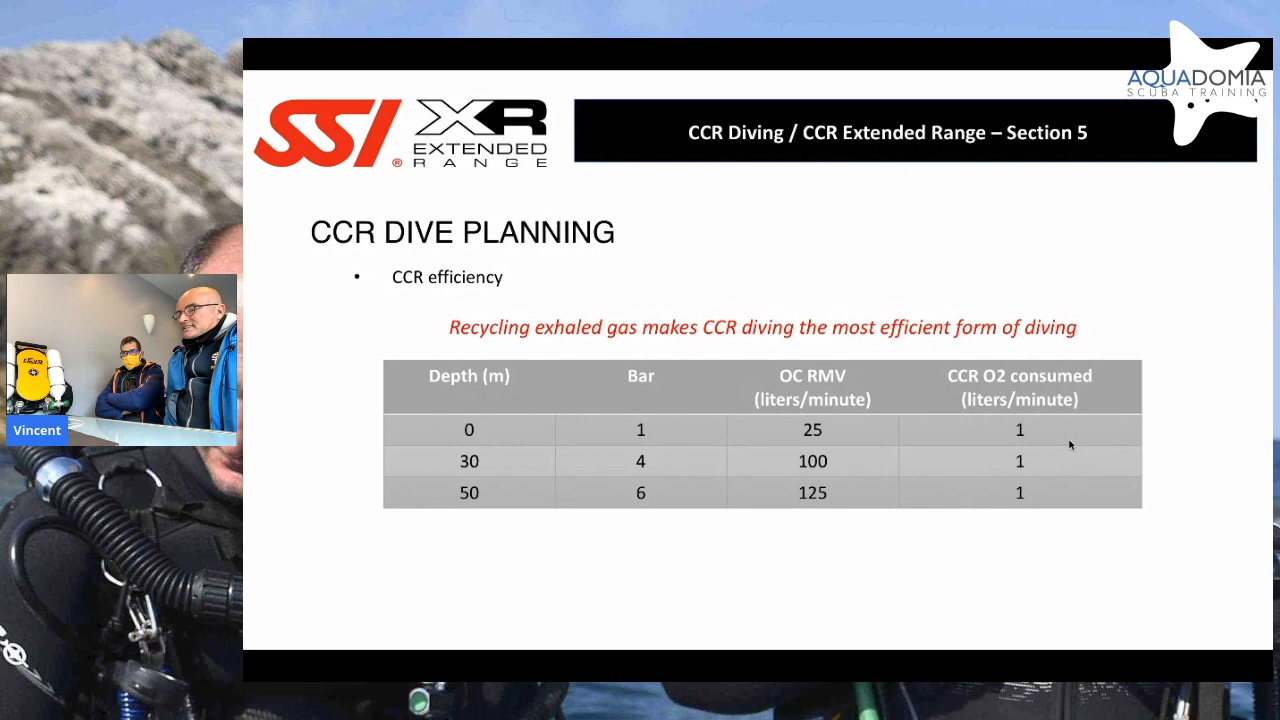 AQUADOMIA
SCUBA TRAINING
SSI®
XR
EXTENDED
RANGE
CCR Diving / CCR Extended Range – Section 5
CCR DIVE PLANNING
• CCR efficiency
Recycling exhaled gas makes CCR diving the most efficient form of diving
Depth (m) Bar OC RMV (liters/minute) CCR O2 consumed (liters/minute)
0 1 25 1
30 4 100 1
50 6 125 1
Vincent